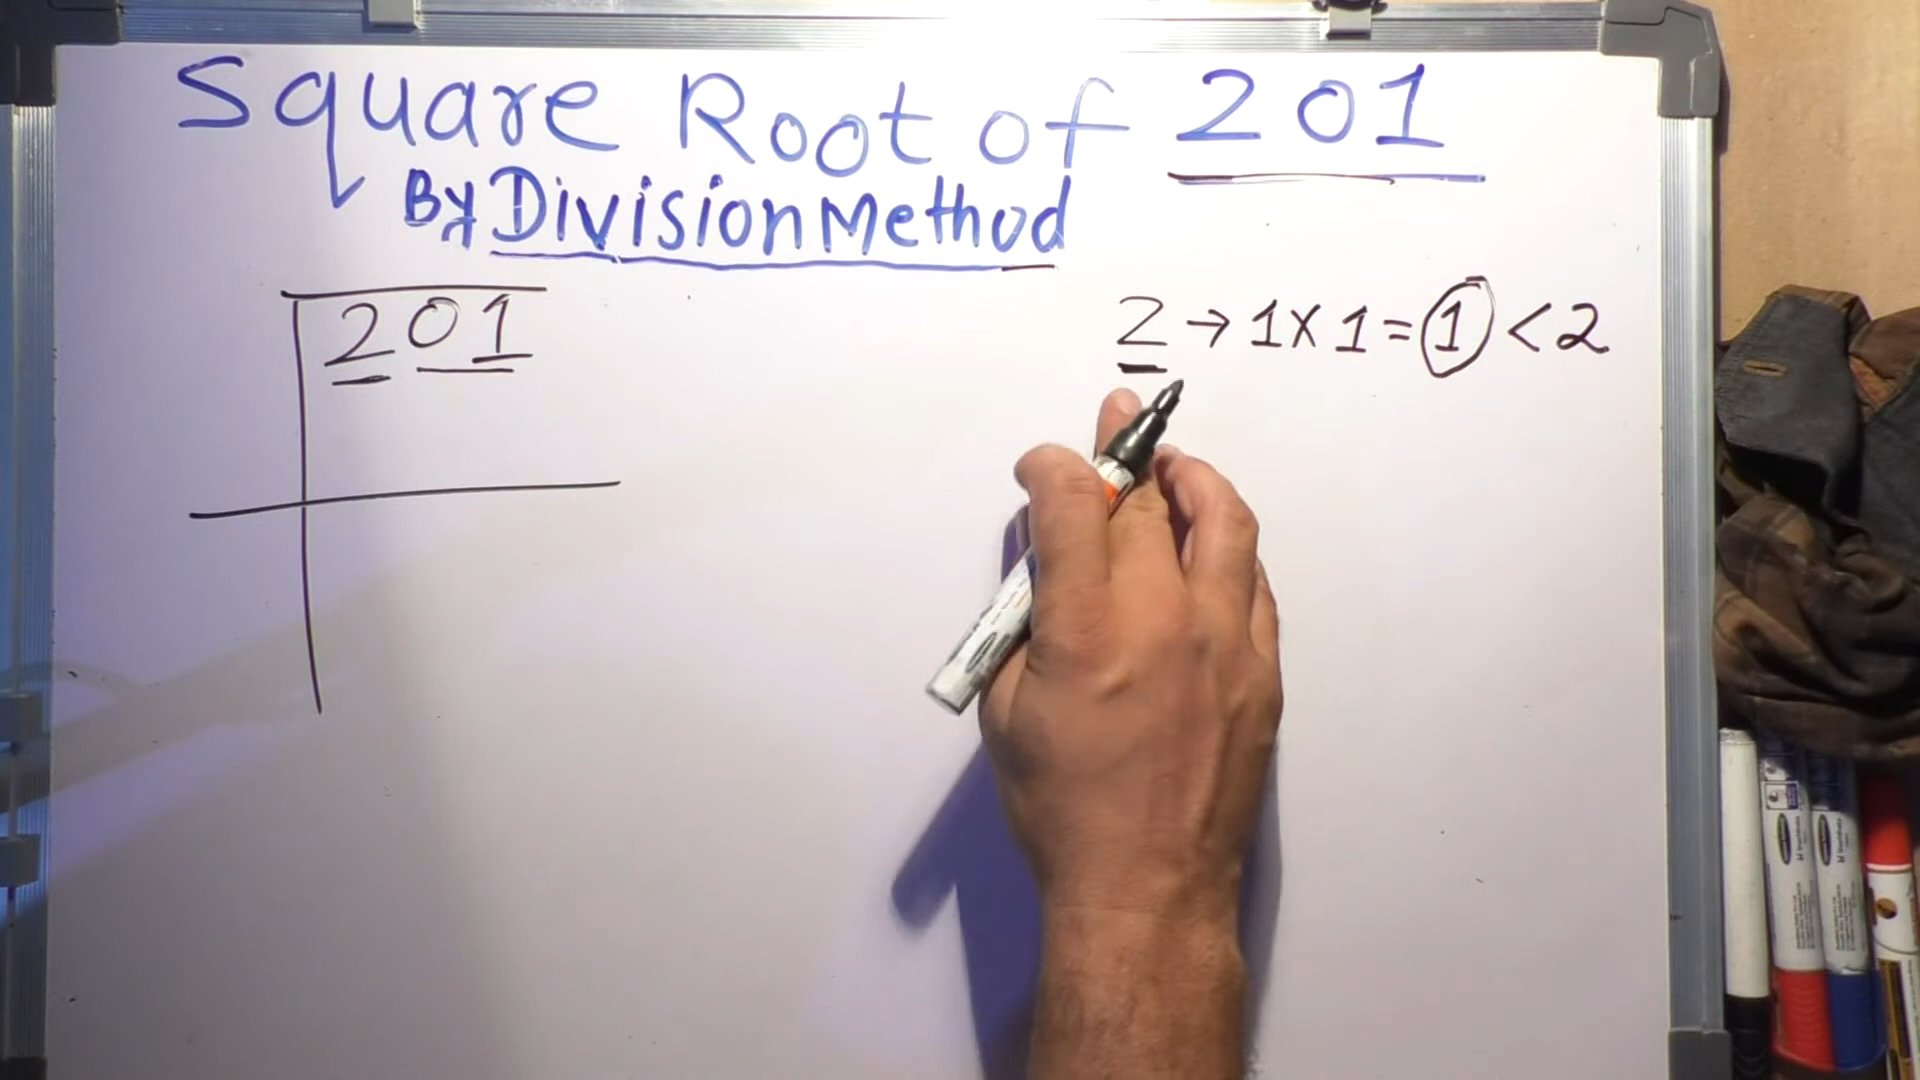 Square Root of 201
By Division Method
201
2 → 1 x 1 = 1 < 2